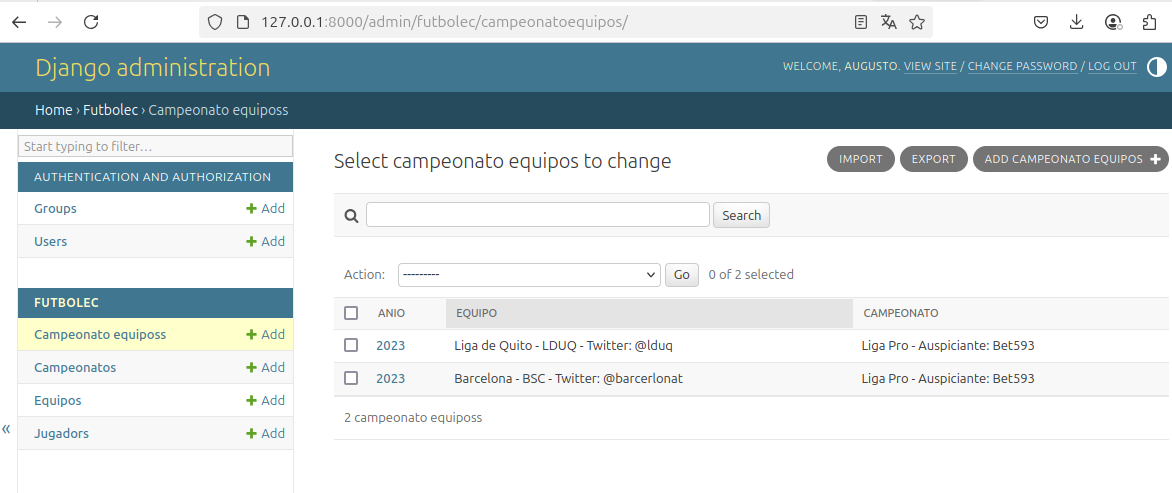 127.0.0.1:8000/admin/futbolec/campeonatoequipos/
Django administration
WELCOME, AUGUSTO. VIEW SITE / CHANGE PASSWORD / LOG OUT
Home › Futbolec › Campeonato equiposs
Start typing to filter…
AUTHENTICATION AND AUTHORIZATION
Groups + Add
Users + Add
FUTBOLEC
Campeonato equiposs + Add
Campeonatos + Add
Equipos + Add
Jugadors + Add
«
Select campeonato equipos to change
IMPORT EXPORT ADD CAMPEONATO EQUIPOS +
Search
Action: --------- Go 0 of 2 selected
ANIO EQUIPO CAMPEONATO
2023 Liga de Quito - LDUQ - Twitter: @lduq Liga Pro - Auspiciante: Bet593
2023 Barcelona - BSC - Twitter: @barcerlonat Liga Pro - Auspiciante: Bet593
2 campeonato equiposs